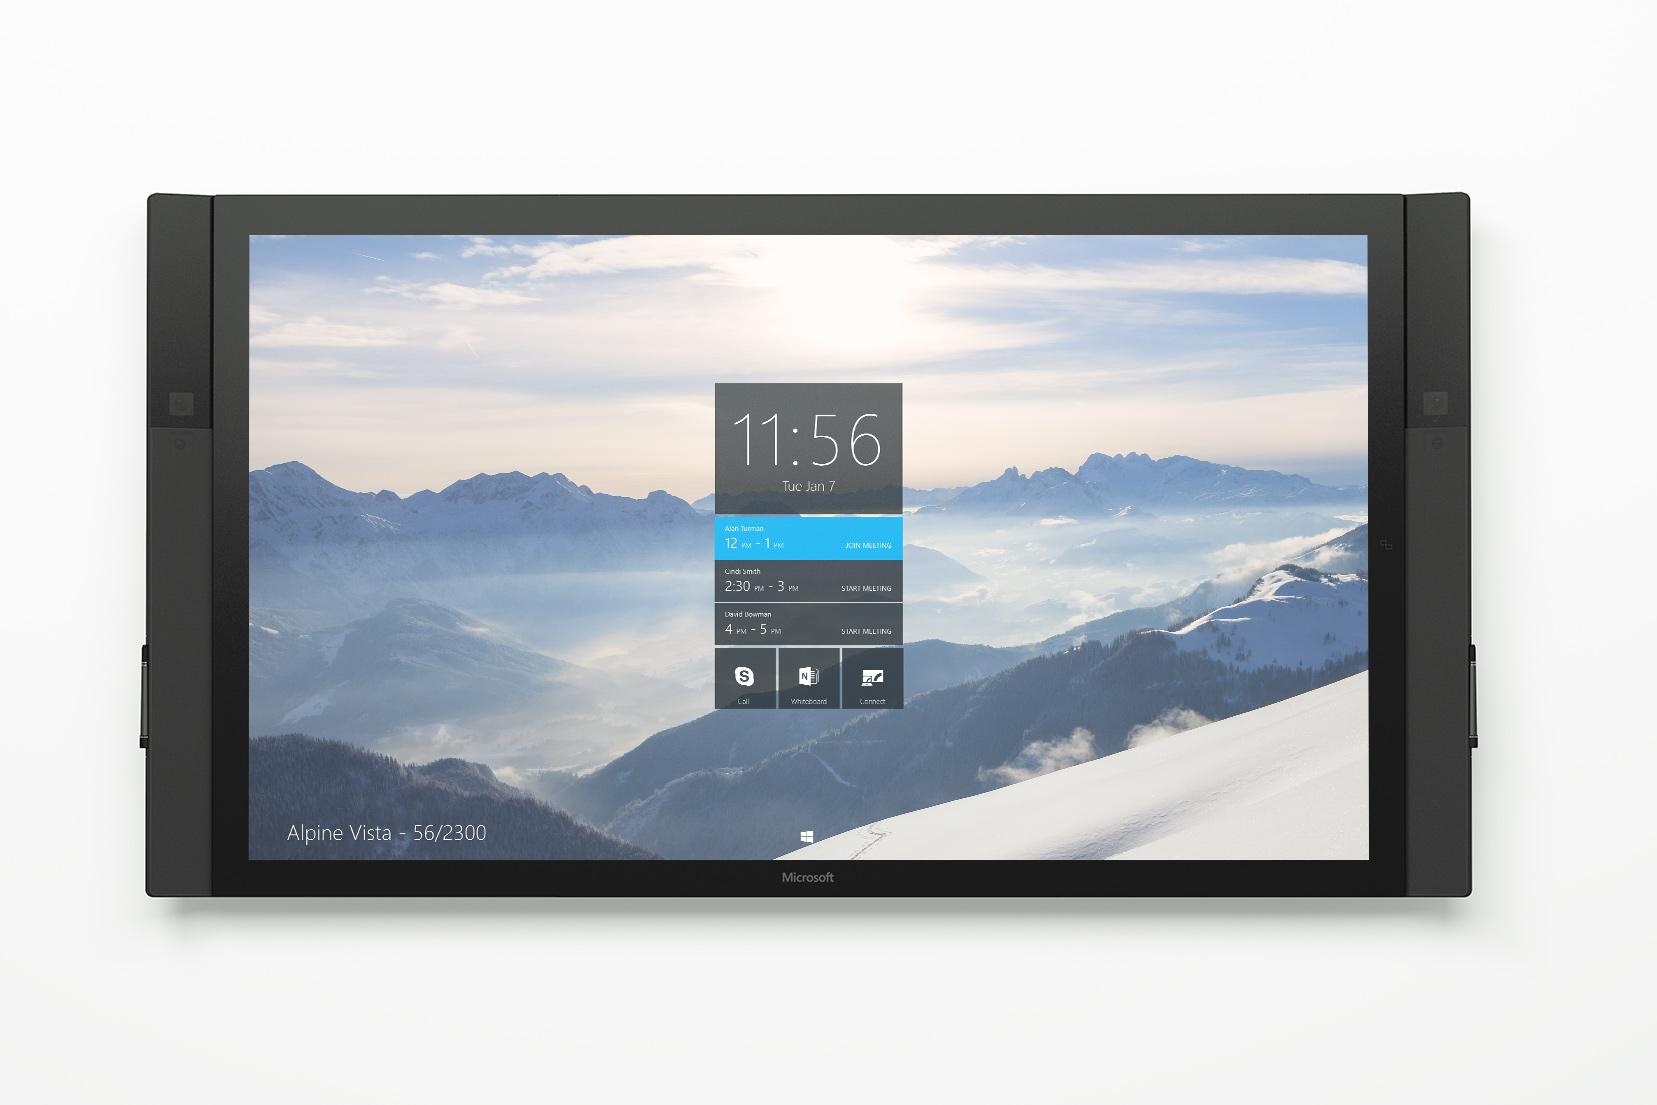 11:56
Tue Jan 7
Alan Turman
12 PM - 1 PM JOIN MEETING
Cindi Smith
2:30 PM - 3 PM START MEETING
David Bowman
4 PM - 5 PM START MEETING
Call Whiteboard Connect
Alpine Vista - 56/2300
Microsoft